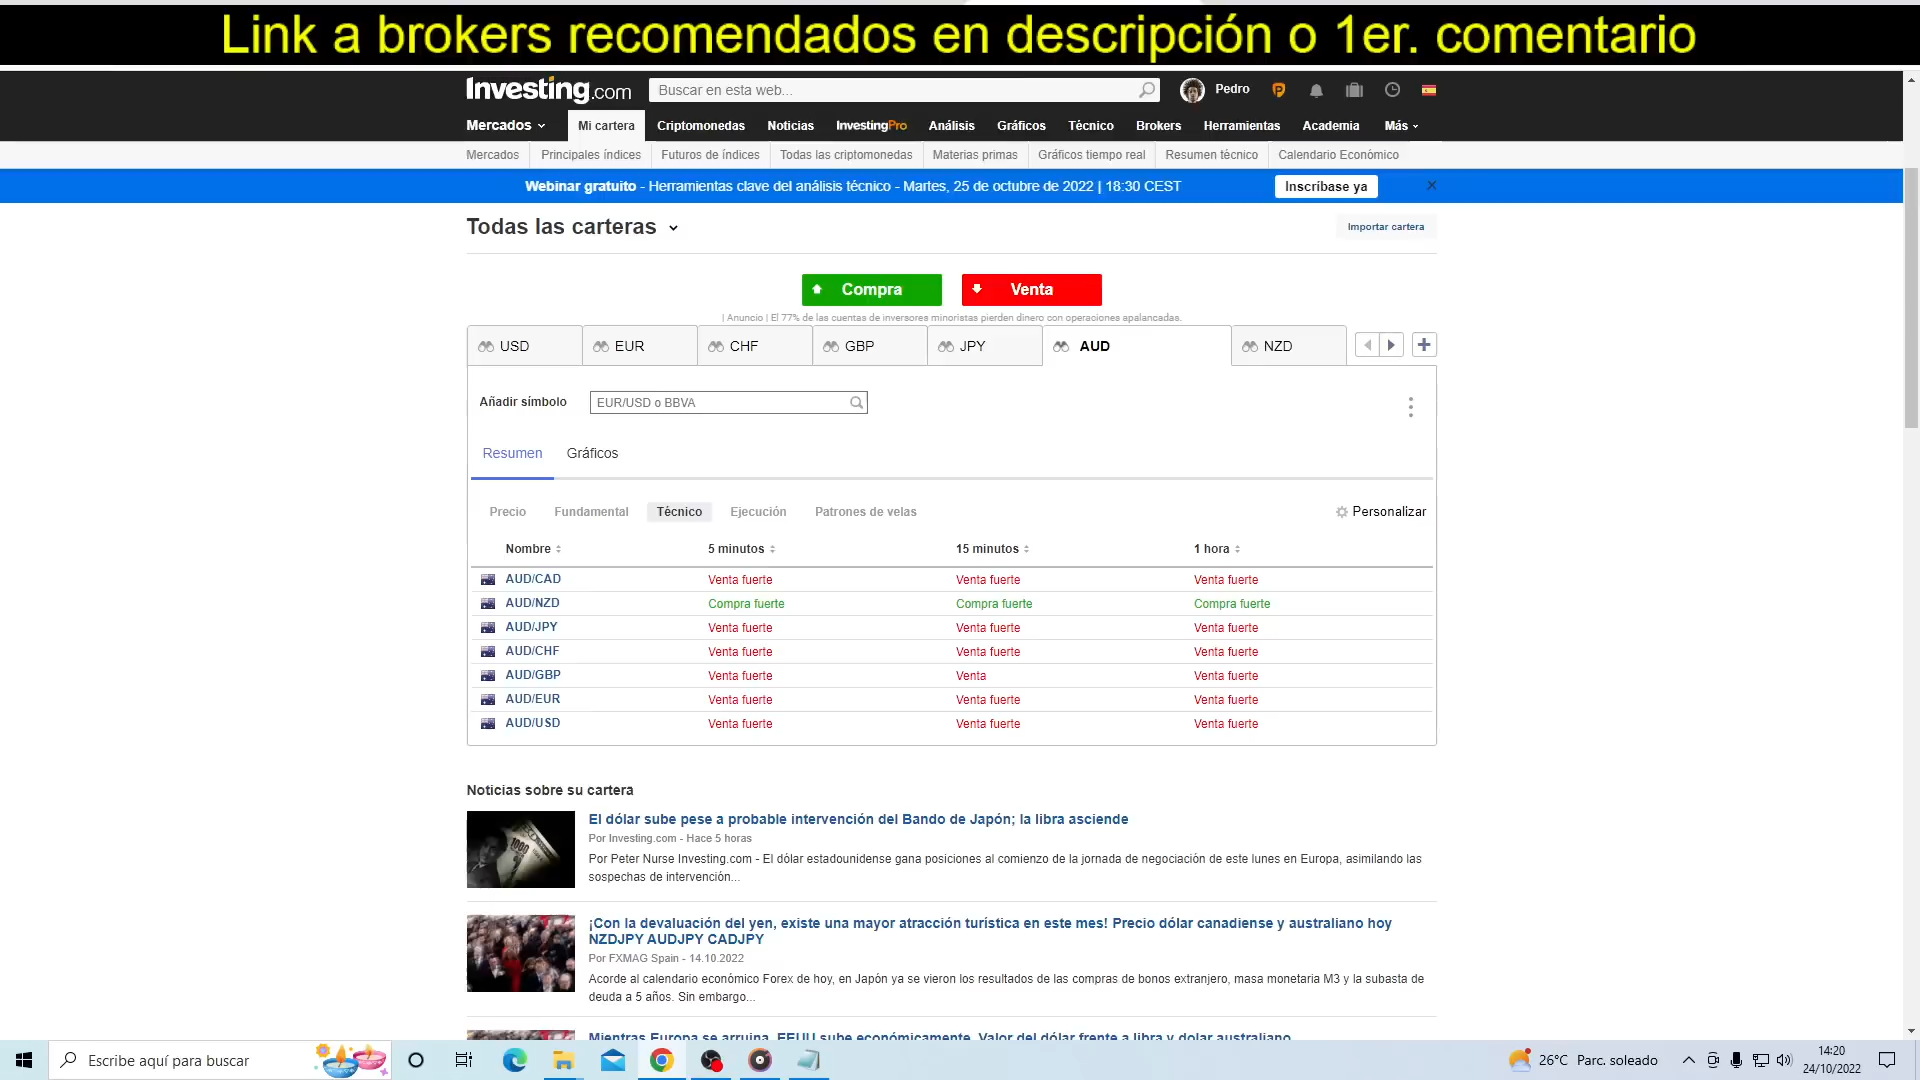 Link a brokers recomendados en descripción o 1er. comentario
Investing.com Buscar en esta web... Pedro
Mercados Mi cartera Criptomonedas Noticias InvestingPro Análisis Gráficos Técnico Brokers Herramientas Academia Más
Mercados Principales índices Futuros de índices Todas las criptomonedas Materias primas Gráficos tiempo real Resumen técnico Calendario Económico
Webinar gratuito - Herramientas clave del análisis técnico - Martes, 25 de octubre de 2022 | 18:30 CEST Inscríbase ya
Todas las carteras Importar cartera
Compra Venta
| Anuncio | El 77% de las cuentas de inversores minoristas pierden dinero con operaciones apalancadas.
USD EUR CHF GBP JPY AUD NZD
Añadir símbolo EUR/USD o BBVA
Resumen Gráficos
Precio Fundamental Técnico Ejecución Patrones de velas Personalizar
Nombre 5 minutos 15 minutos 1 hora
AUD/CAD Venta fuerte Venta fuerte Venta fuerte
AUD/NZD Compra fuerte Compra fuerte Compra fuerte
AUD/JPY Venta fuerte Venta fuerte Venta fuerte
AUD/CHF Venta fuerte Venta fuerte Venta fuerte
AUD/GBP Venta fuerte Venta Venta fuerte
AUD/EUR Venta fuerte Venta fuerte Venta fuerte
AUD/USD Venta fuerte Venta fuerte Venta fuerte
Noticias sobre su cartera
El dólar sube pese a probable intervención del Bando de Japón; la libra asciende
Por Investing.com - Hace 5 horas
Por Peter Nurse Investing.com - El dólar estadounidense gana posiciones al comienzo de la jornada de negociación de este lunes en Europa, asimilando las
sospechas de intervención...
¡Con la devaluación del yen, existe una mayor atracción turística en este mes! Precio dólar canadiense y australiano hoy
NZDJPY AUDJPY CADJPY
Por FXMAG Spain - 14.10.2022
Acorde al calendario económico Forex de hoy, en Japón ya se vieron los resultados de las compras de bonos extranjero, masa monetaria M3 y la subasta de
deuda a 5 años. Sin embargo...
Mientras Europa se arruina, EEUU sube económicamente. Valor del dólar frente a libra y dolar australiano
Escribe aquí para buscar 26°C Parc. soleado 14:20
24/10/2022